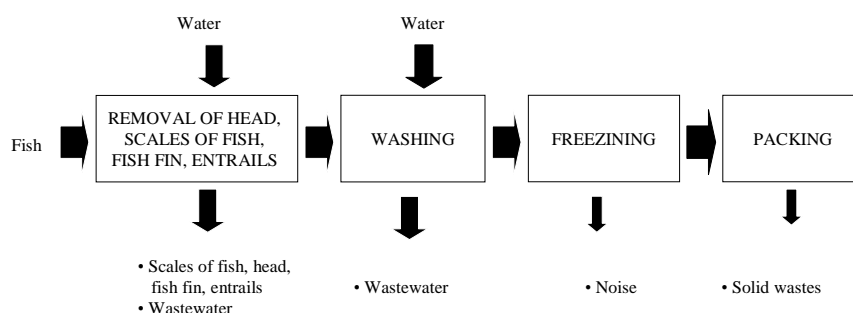 Water
Water
Fish
REMOVAL OF HEAD,
SCALES OF FISH,
FISH FIN, ENTRAILS
WASHING
FREEZINING
PACKING
• Scales of fish, head,
fish fin, entrails
• Wastewater
• Wastewater
• Noise
• Solid wastes